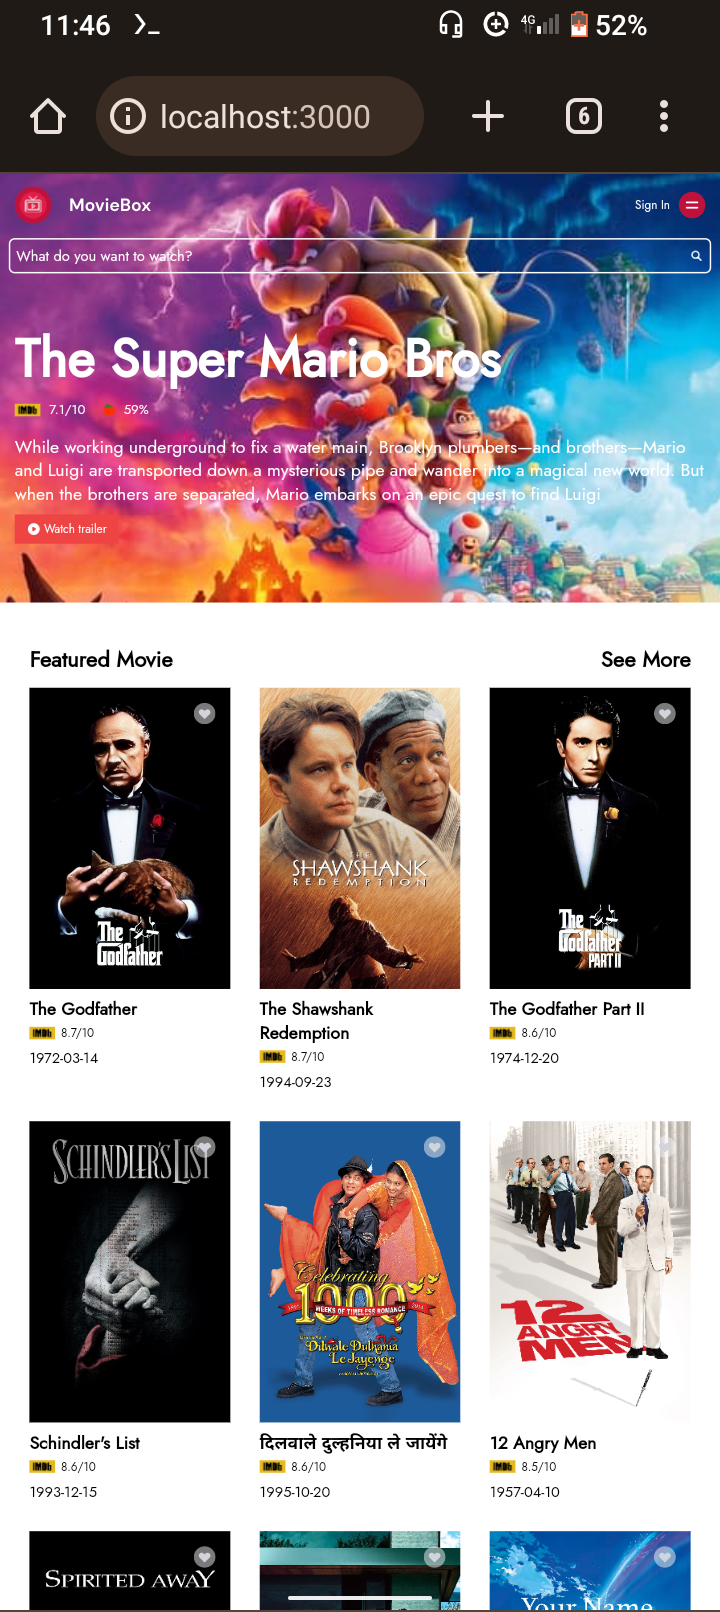 11:46
4G
52%
localhost:3000
6
MovieBox
Sign In
What do you want to watch?
The Super Mario Bros
IMDb 7.1/10 59%
While working underground to fix a water main, Brooklyn plumbers—and brothers—Mario
and Luigi are transported down a mysterious pipe and wander into a magical new world. But
when the brothers are separated, Mario embarks on an epic quest to find Luigi
Watch trailer
Featured Movie
See More
The
Godfather
THE
SHAWSHANK
REDEMPTION
The
Godfather
PART II
The Godfather
IMDb 8.7/10
1972-03-14
The Shawshank
Redemption
IMDb 8.7/10
1994-09-23
The Godfather Part II
IMDb 8.6/10
1974-12-20
SCHINDLER'S LIST
Celebrating
1000
WEEKS OF TIMELESS ROMANCE
Dilwale Dulhania
Le Jayenge
12
ANGRY
MEN
Schindler's List
IMDb 8.6/10
1993-12-15
दिलवाले दुल्हनिया ले जायेंगे
IMDb 8.6/10
1995-10-20
12 Angry Men
IMDb 8.5/10
1957-04-10
SPIRITED AWAY
Your Name